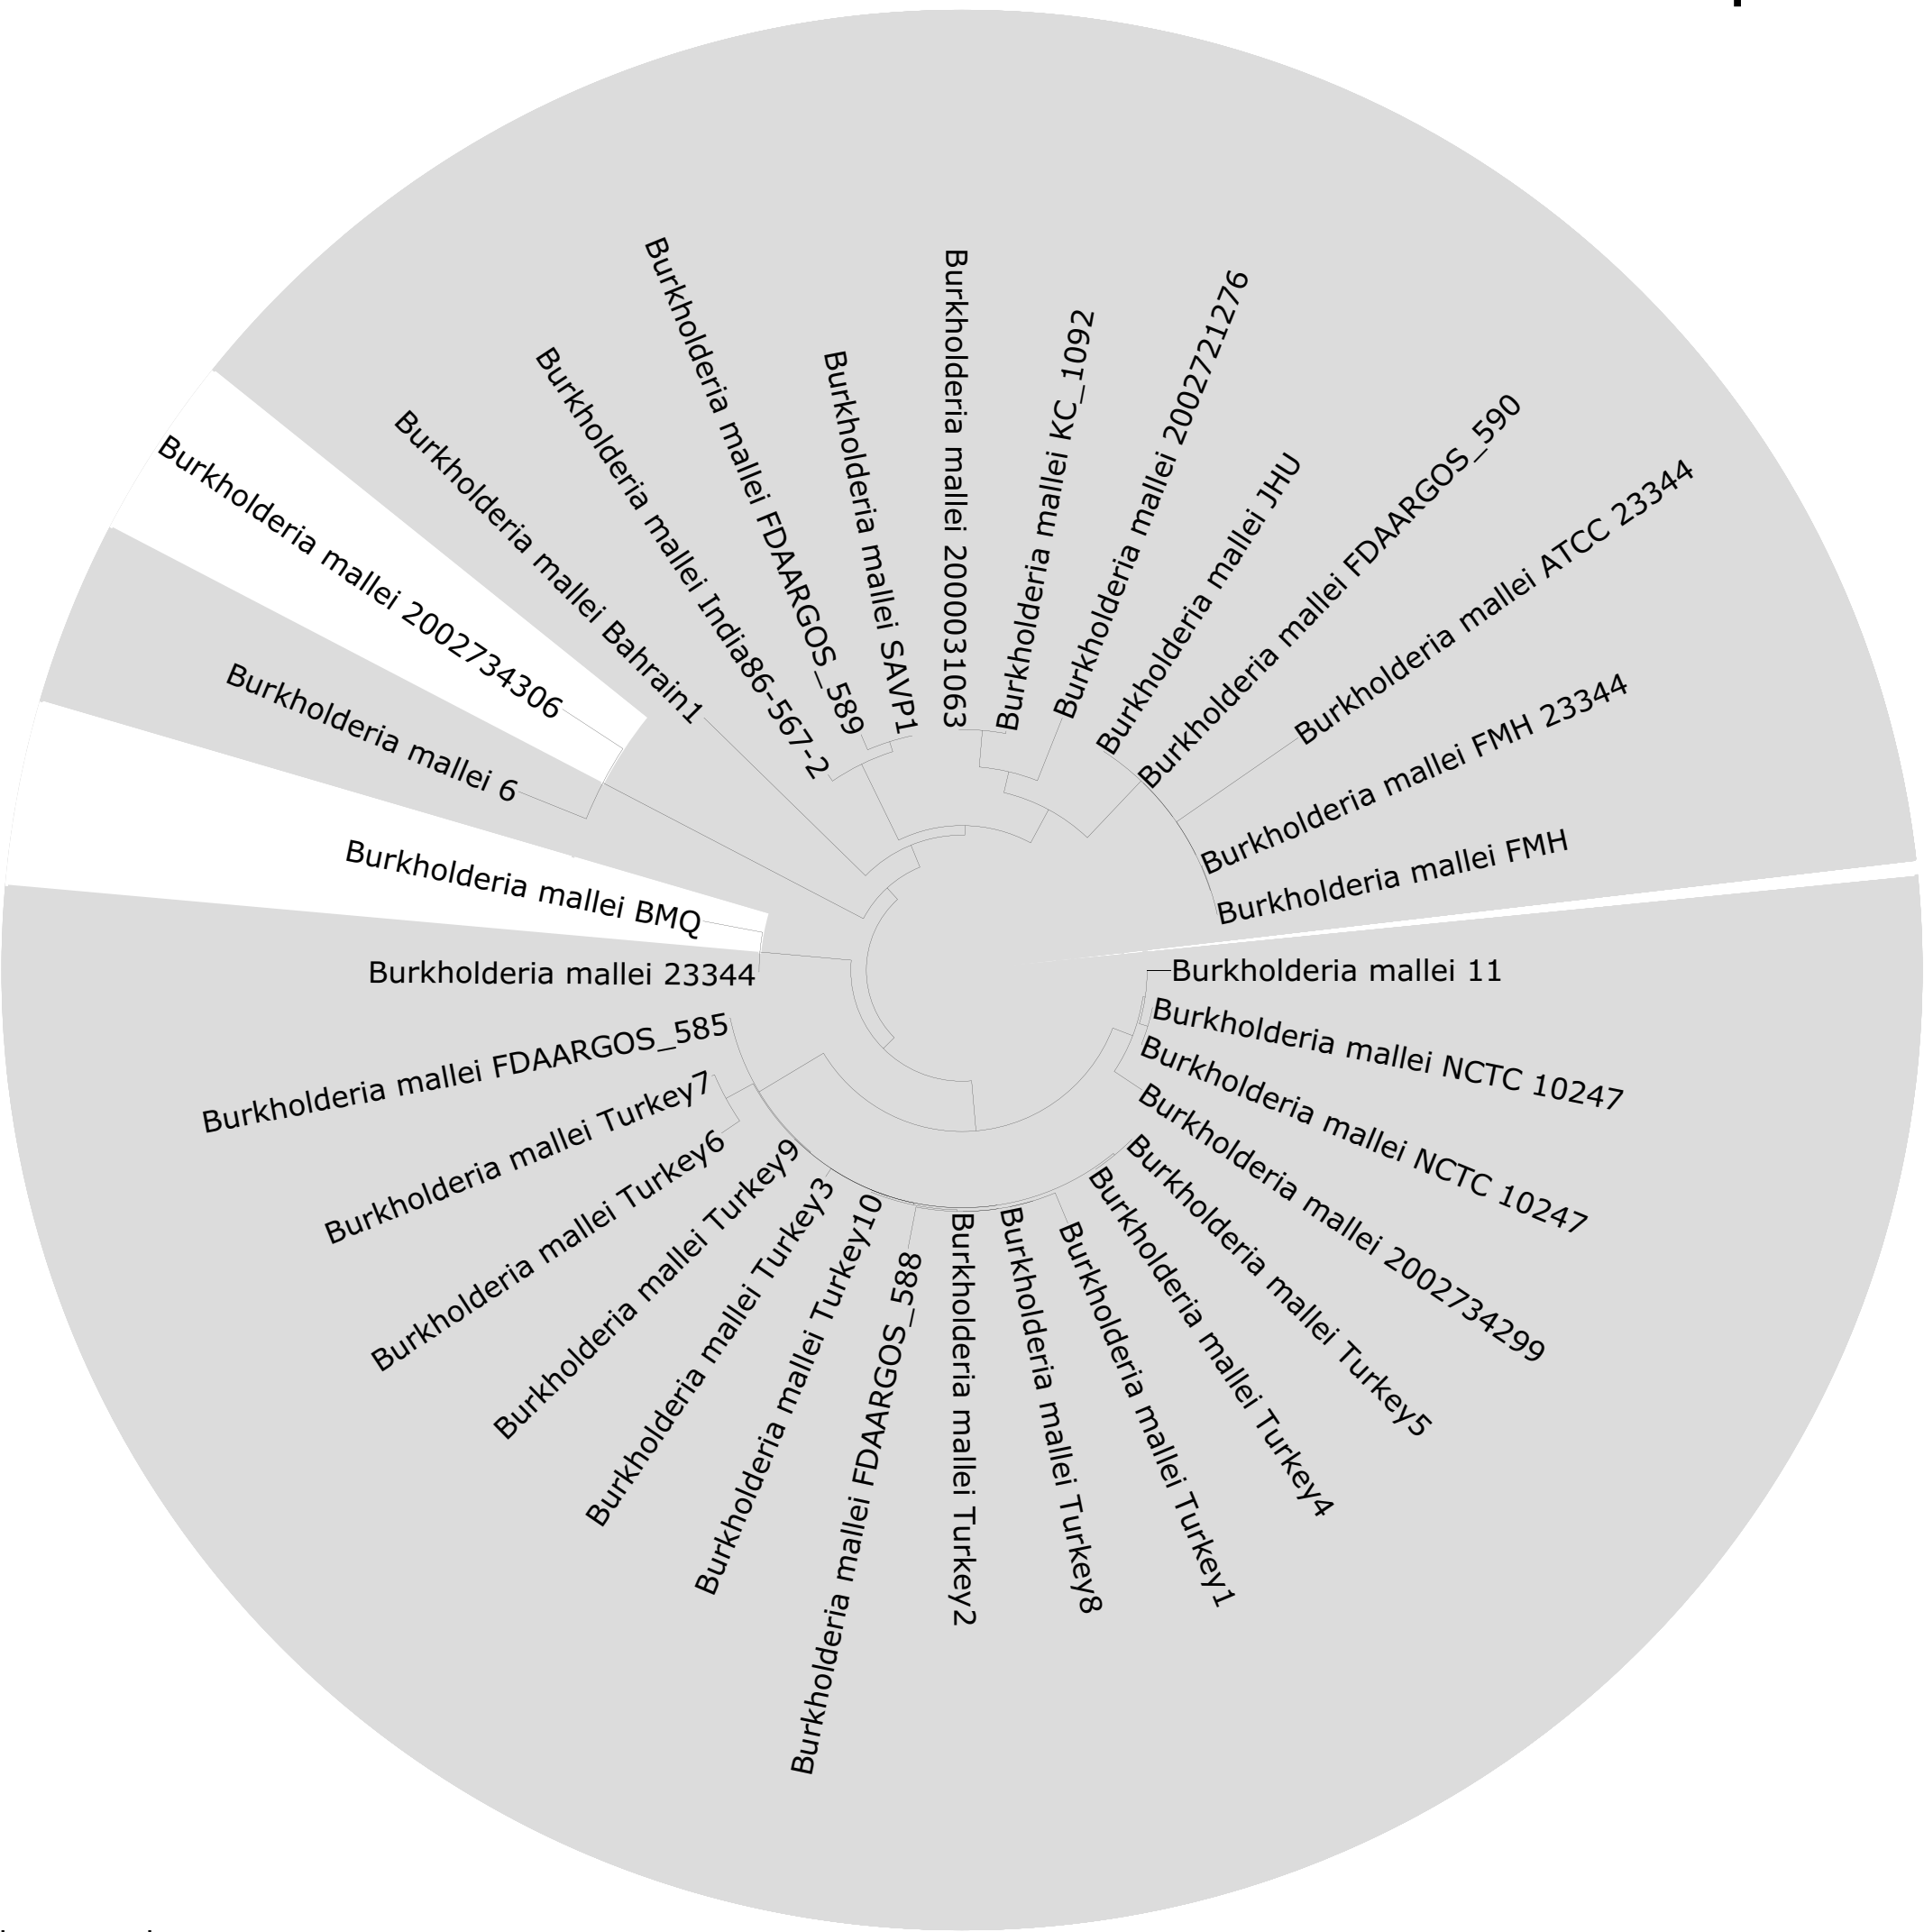 Burkholderia mallei 2000031063
Burkholderia mallei KC_1092
Burkholderia mallei 2002721276
Burkholderia mallei JHU
Burkholderia mallei FDAARGOS_590
Burkholderia mallei ATCC 23344
Burkholderia mallei FMH 23344
Burkholderia mallei FMH
Burkholderia mallei 11
Burkholderia mallei NCTC 10247
Burkholderia mallei NCTC 10247
Burkholderia mallei 2002734299
Burkholderia mallei Turkey5
Burkholderia mallei Turkey4
Burkholderia mallei Turkey1
Burkholderia mallei Turkey8
Burkholderia mallei Turkey2
Burkholderia mallei FDAARGOS_588
Burkholderia mallei Turkey10
Burkholderia mallei Turkey3
Burkholderia mallei Turkey9
Burkholderia mallei Turkey6
Burkholderia mallei Turkey7
Burkholderia mallei FDAARGOS_585
Burkholderia mallei 23344
Burkholderia mallei BMQ
Burkholderia mallei 6
Burkholderia mallei 2002734306
Burkholderia mallei Bahrain1
Burkholderia mallei India86-567-2
Burkholderia mallei FDAARGOS_589
Burkholderia mallei SAVP1